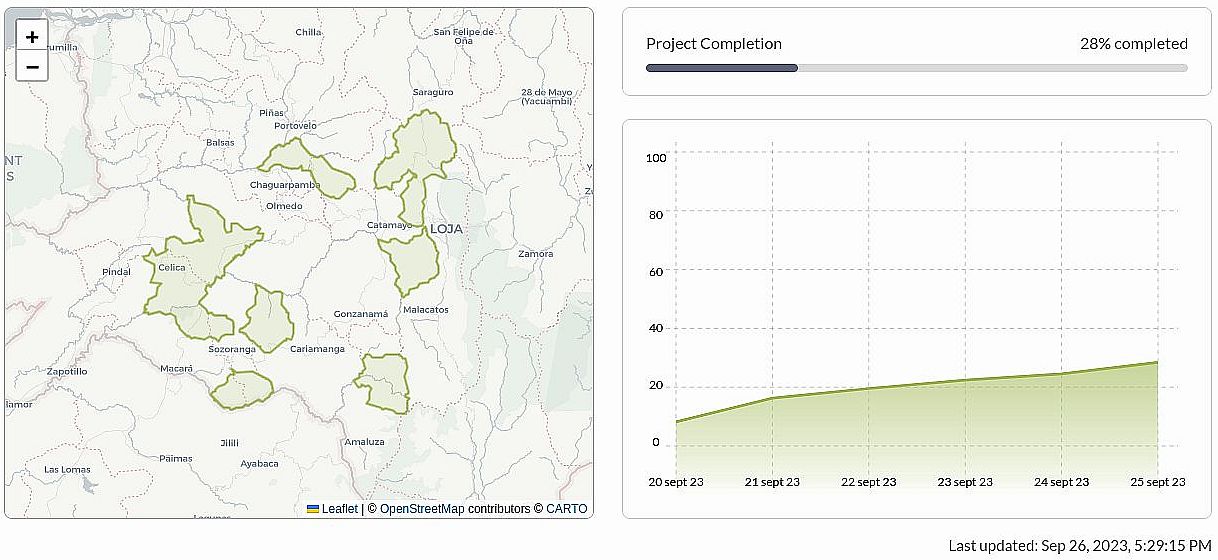 +
−
Chilla
San Felipe de
Oña
Saraguro
28 de Mayo
(Yacuambi)
Piñas
Portovelo
Balsas
Chaguarpamba
Olmedo
Catamayo
LOJA
Zamora
Pindal
Celica
Gonzanamá
Malacatos
Sozoranga
Cariamanga
Zapotillo
Macará
Jililí
Amaluza
Paimas
Ayabaca
Las Lomas
Leaflet | © OpenStreetMap contributors © CARTO
Project Completion
28% completed
100
80
60
40
20
0
20 sept 23
21 sept 23
22 sept 23
23 sept 23
24 sept 23
25 sept 23
Last updated: Sep 26, 2023, 5:29:15 PM